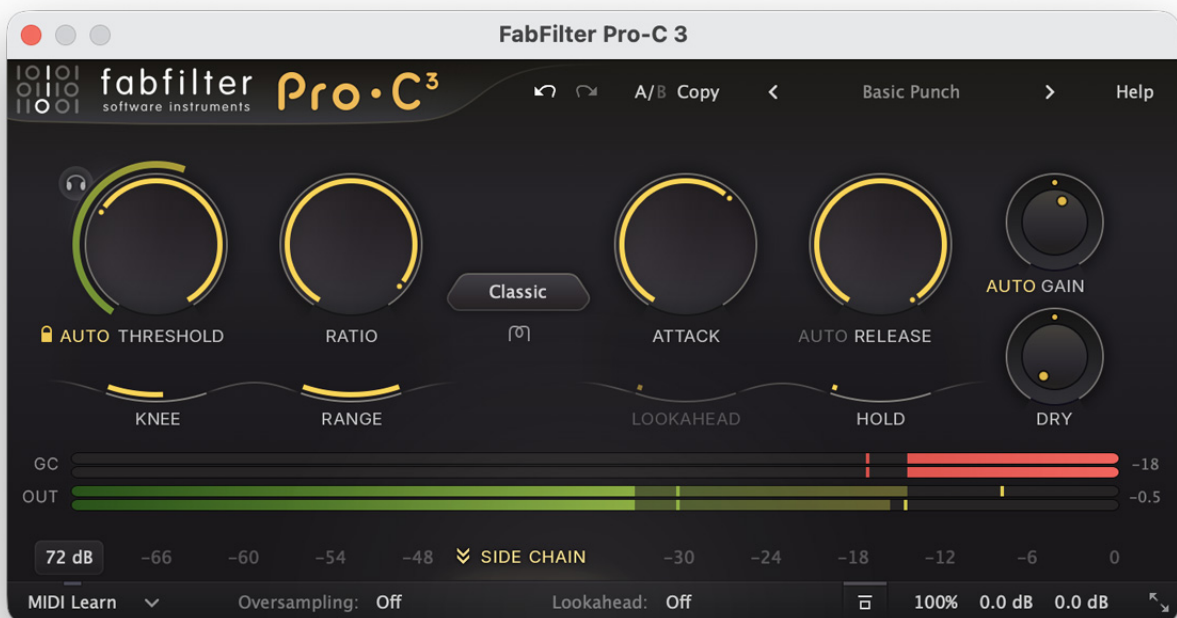 FabFilter Pro-C 3
fabfilter
software instruments
Pro·C³
A/B Copy
Basic Punch
Help
Classic
AUTO GAIN
AUTO THRESHOLD
RATIO
ATTACK
AUTO RELEASE
KNEE
RANGE
LOOKAHEAD
HOLD
DRY
GC
-18
OUT
-0.5
72 dB -66 -60 -54 -48 SIDE CHAIN -30 -24 -18 -12 -6 0
MIDI Learn Oversampling: Off Lookahead: Off 100% 0.0 dB 0.0 dB